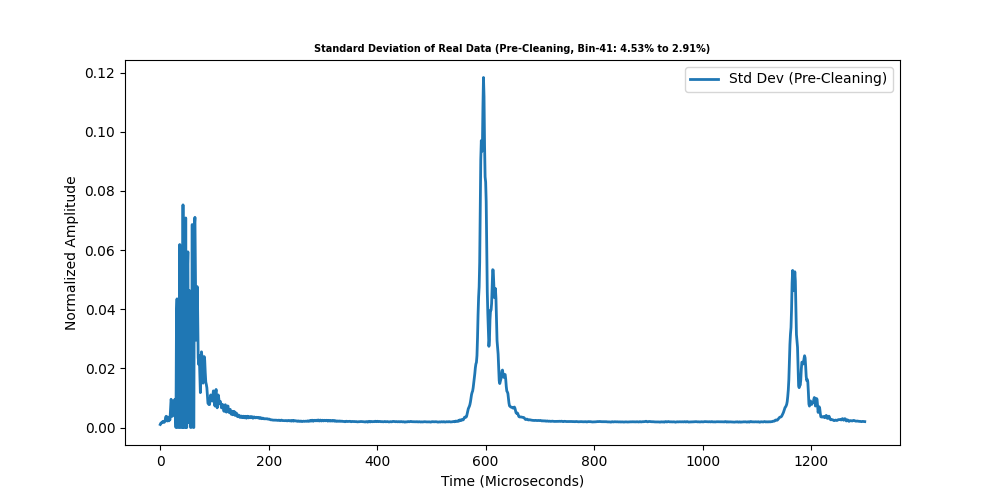 Standard Deviation of Real Data (Pre-Cleaning, Bin-41: 4.53% to 2.91%)
Std Dev (Pre-Cleaning)
Normalized Amplitude
0.12
0.10
0.08
0.06
0.04
0.02
0.00
0 200 400 600 800 1000 1200
Time (Microseconds)